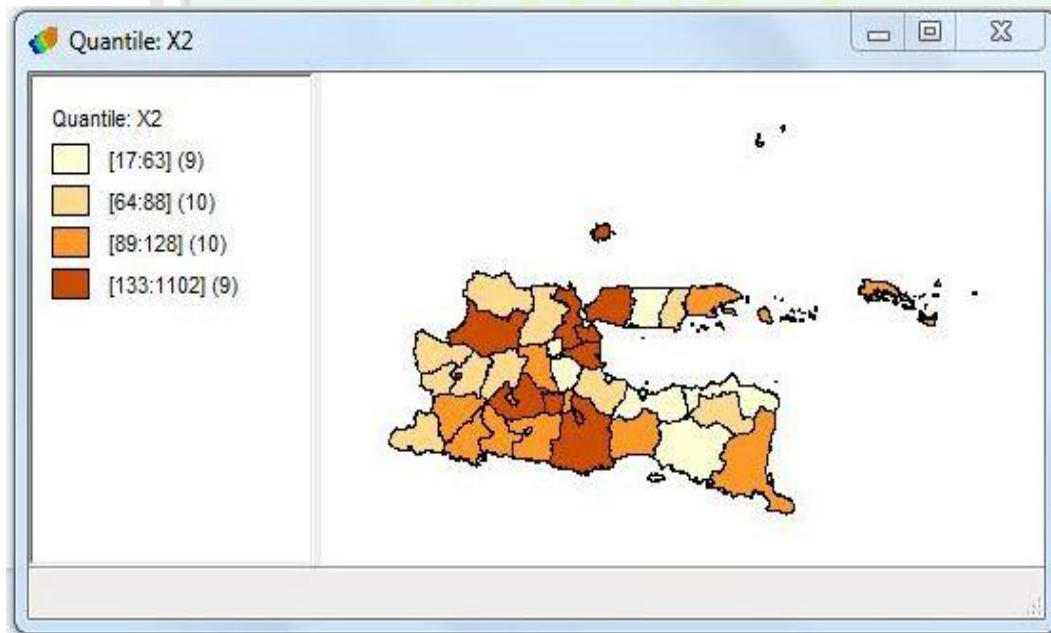 Quantile: X2
Quantile: X2
[17:63] (9)
[64:88] (10)
[89:128] (10)
[133:1102] (9)